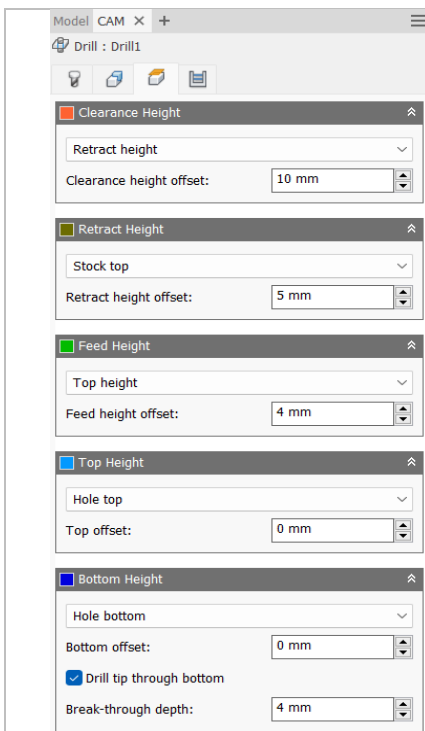 Model CAM × +
Drill : Drill1
Clearance Height
Retract height
Clearance height offset: 10 mm
Retract Height
Stock top
Retract height offset: 5 mm
Feed Height
Top height
Feed height offset: 4 mm
Top Height
Hole top
Top offset: 0 mm
Bottom Height
Hole bottom
Bottom offset: 0 mm
Drill tip through bottom
Break-through depth: 4 mm